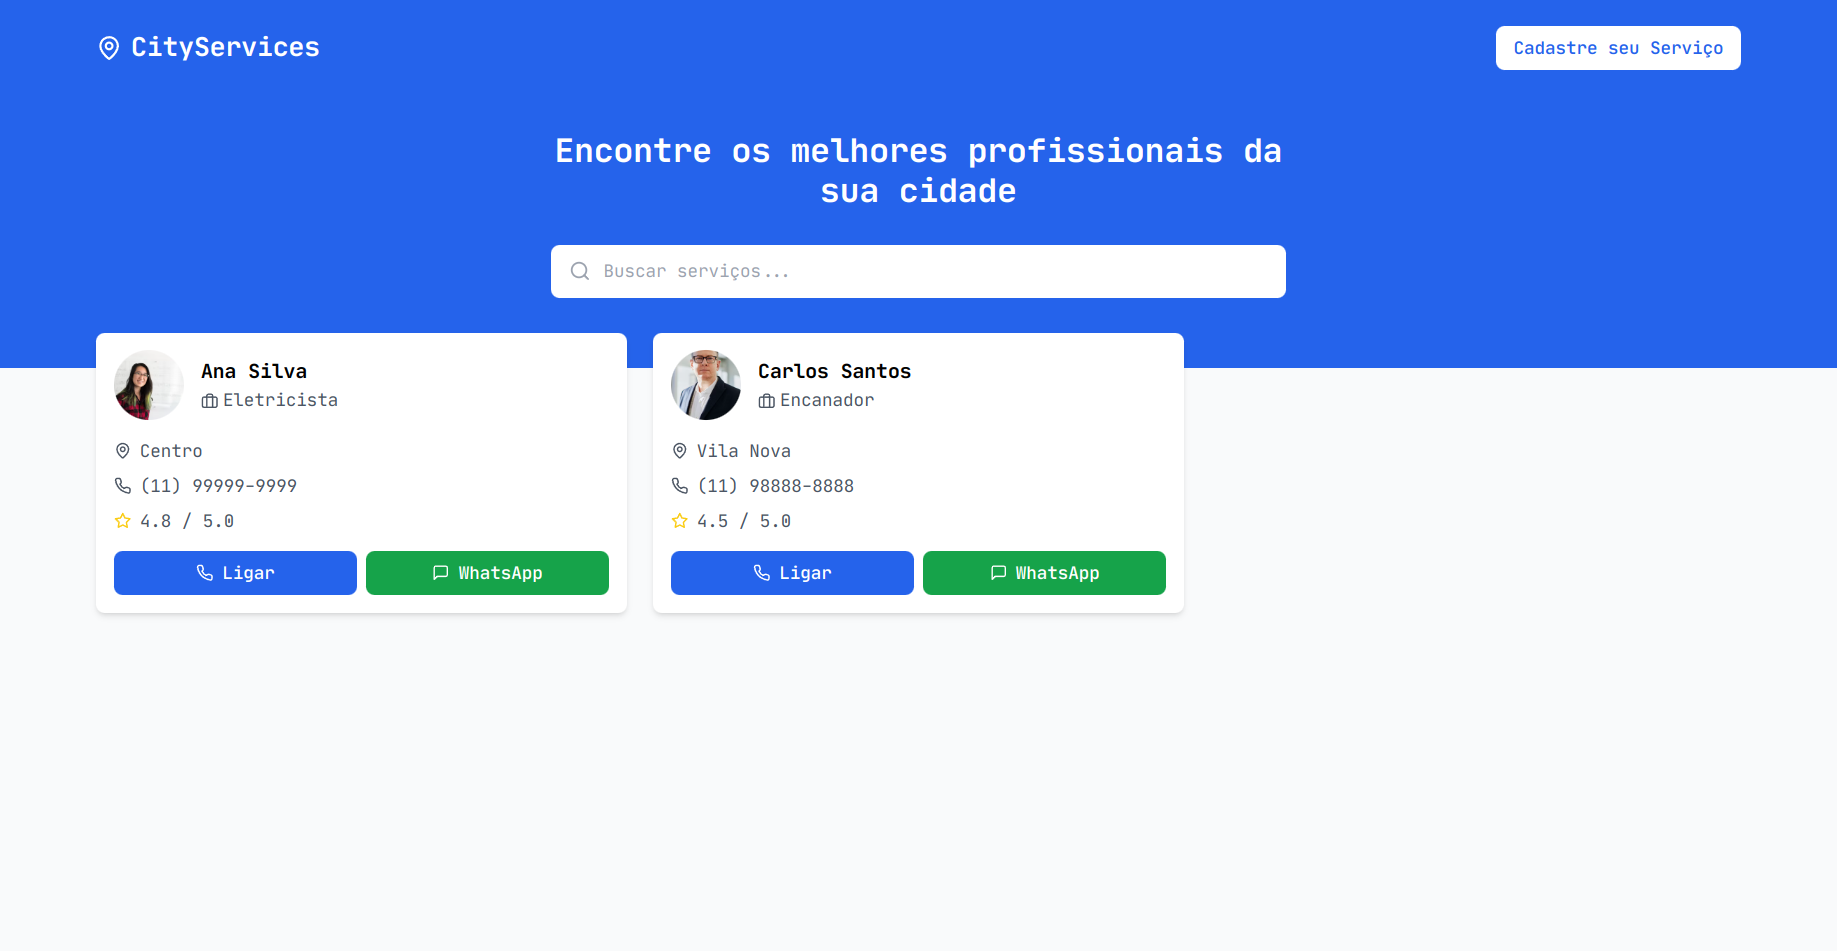 CityServices
Cadastre seu Serviço
Encontre os melhores profissionais da
sua cidade
Buscar serviços...
Ana Silva
Eletricista
Centro
(11) 99999-9999
4.8 / 5.0
Ligar
WhatsApp
Carlos Santos
Encanador
Vila Nova
(11) 98888-8888
4.5 / 5.0
Ligar
WhatsApp